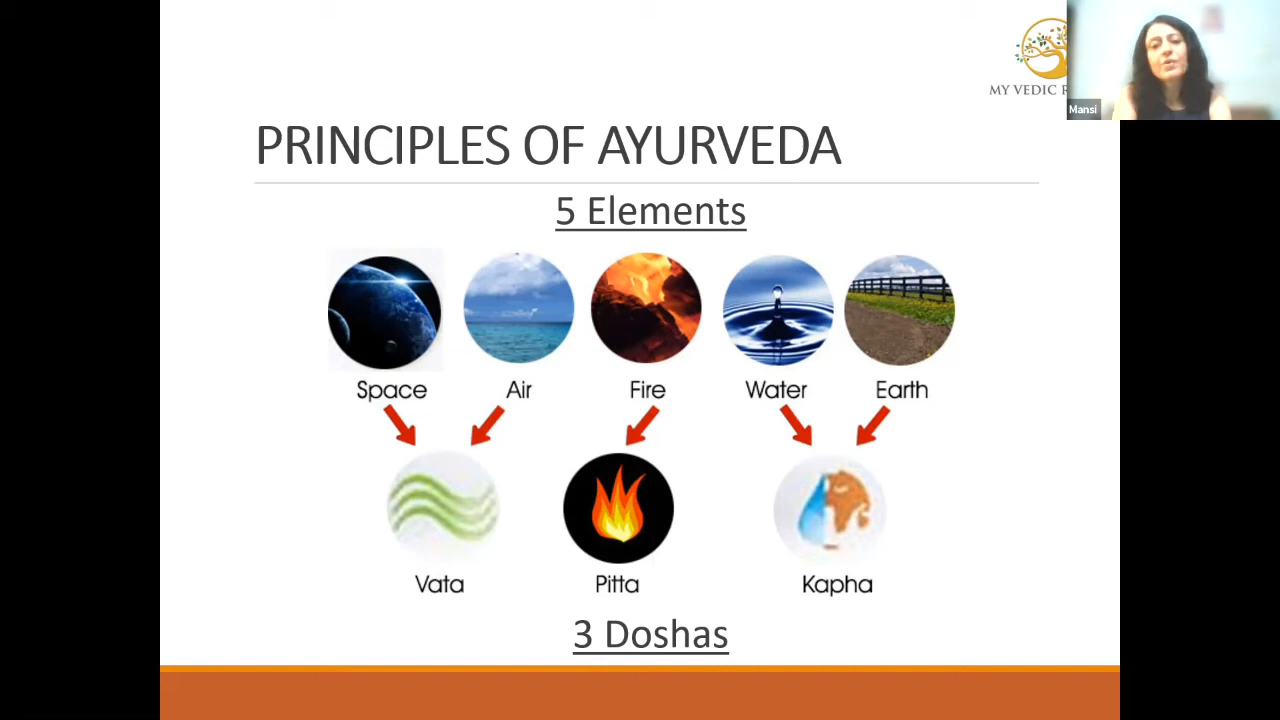 MY VEDIC
Mansi
PRINCIPLES OF AYURVEDA
5 Elements
Space Air Fire Water Earth
Vata Pitta Kapha
3 Doshas